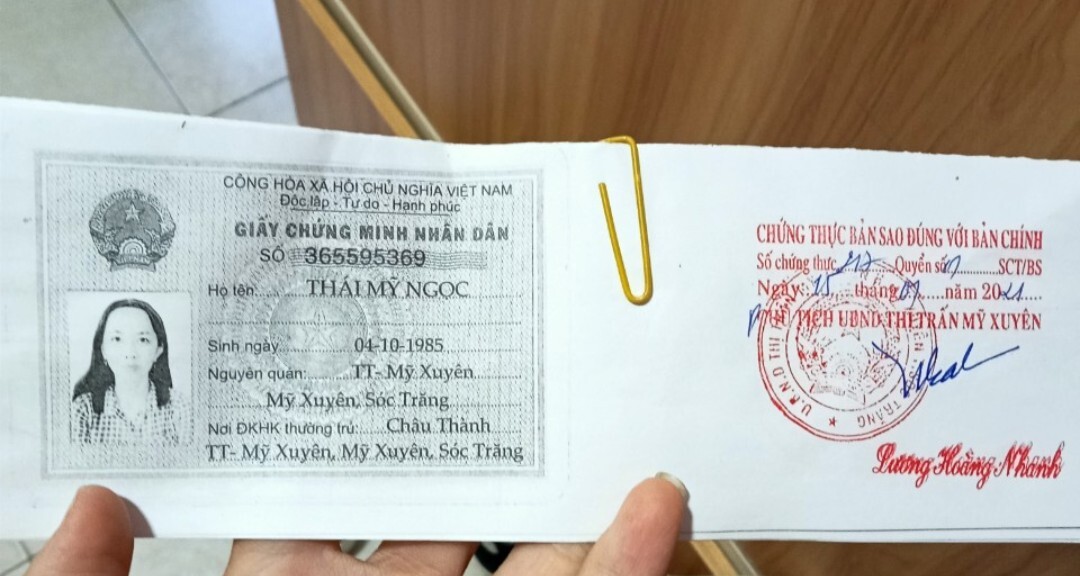 CỘNG HÒA XÃ HỘI CHỦ NGHĨA VIỆT NAM
Độc lập - Tự do - Hạnh phúc
GIẤY CHỨNG MINH NHÂN DÂN
SỐ 365595369
Họ tên: THÁI MỸ NGỌC
Sinh ngày: 04-10-1985
Nguyên quán: TT- Mỹ Xuyên
Mỹ Xuyên, Sóc Trăng
Nơi ĐKHK thường trú: Châu Thành
TT- Mỹ Xuyên, Mỹ Xuyên, Sóc Trăng
CHỨNG THỰC BẢN SAO ĐÚNG VỚI BẢN CHÍNH
Số chứng thực Quyển số SCT/BS
Ngày 15 tháng năm 2021
TỊCH UBND THỊ TRẤN MỸ XUYÊN
U.B.N.D THỊ TRẤN
Lương Hoằng Nhanh